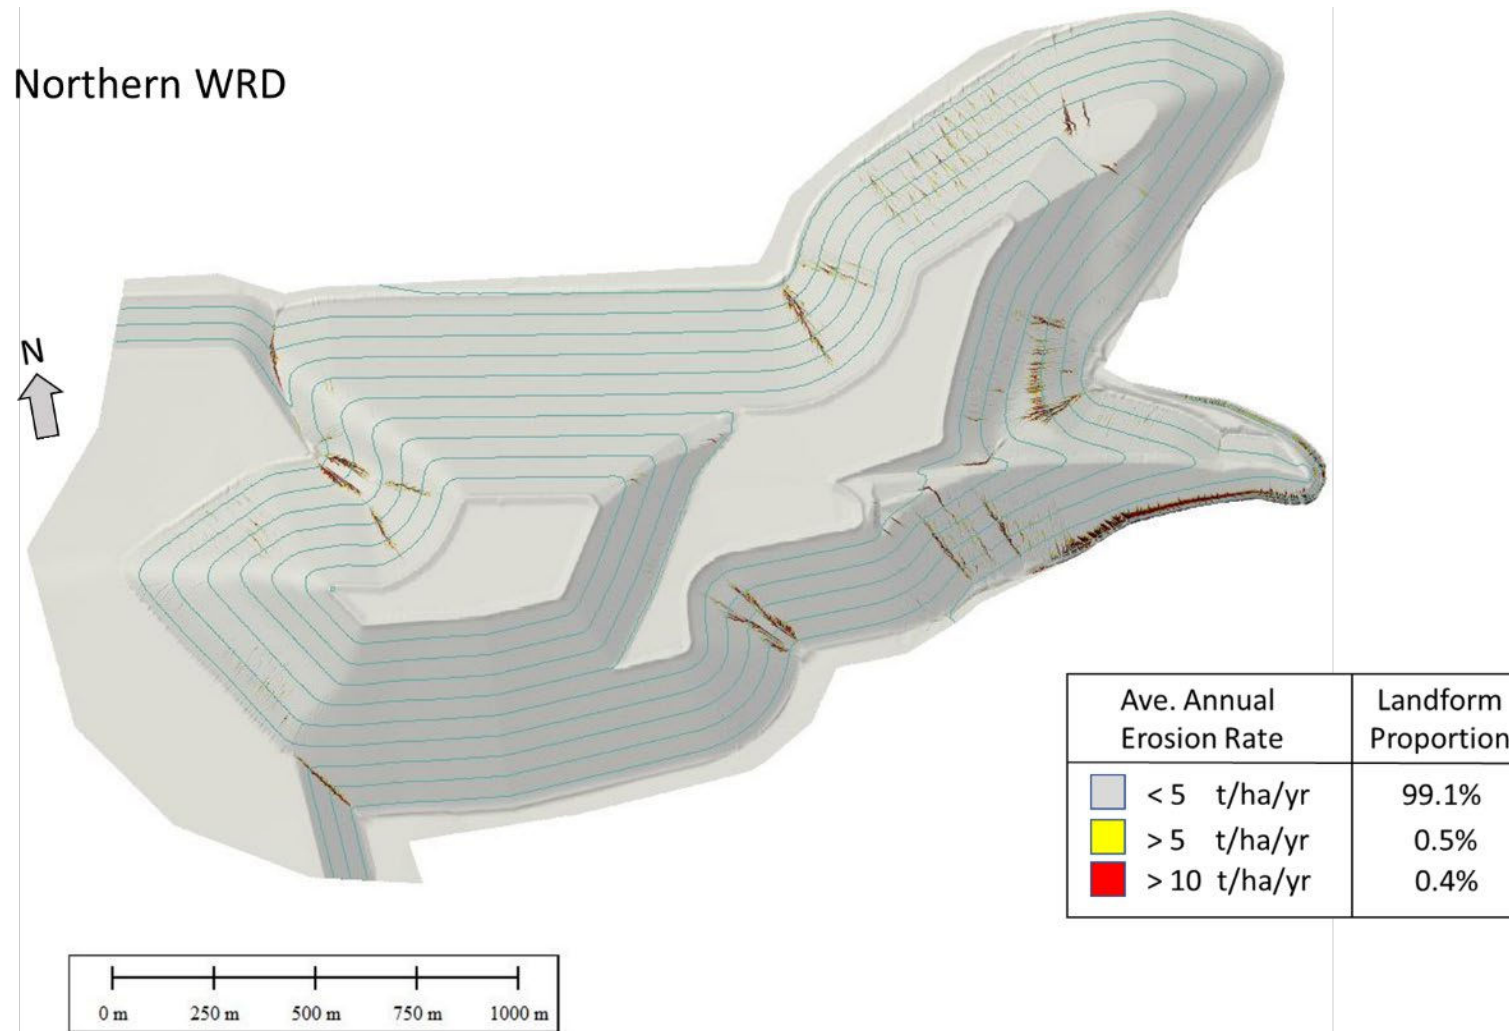 Northern WRD
N
Ave. Annual Landform
Erosion Rate Proportion
< 5 t/ha/yr 99.1%
> 5 t/ha/yr 0.5%
> 10 t/ha/yr 0.4%
0 m 250 m 500 m 750 m 1000 m